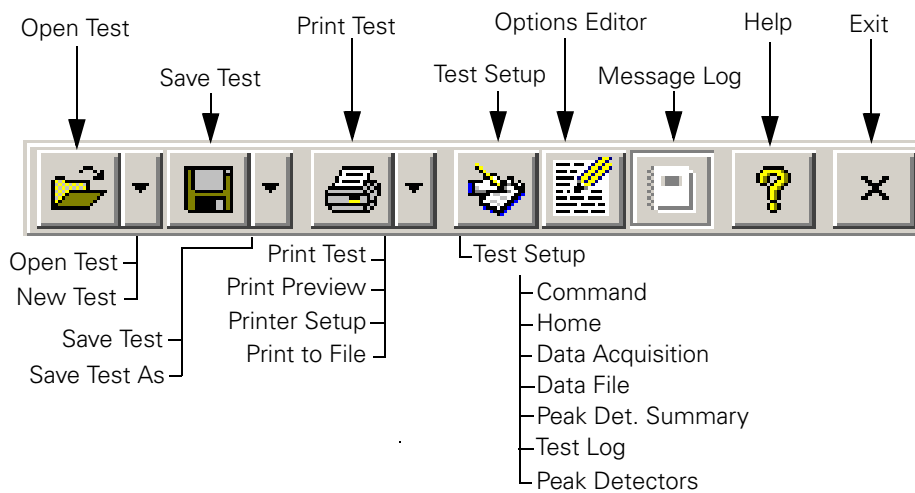 Open Test
Print Test
Options Editor
Help
Exit
Save Test
Test Setup
Message Log
Open Test
New Test
Save Test
Save Test As
Print Test
Print Preview
Printer Setup
Print to File
Test Setup
Command
Home
Data Acquisition
Data File
Peak Det. Summary
Test Log
Peak Detectors